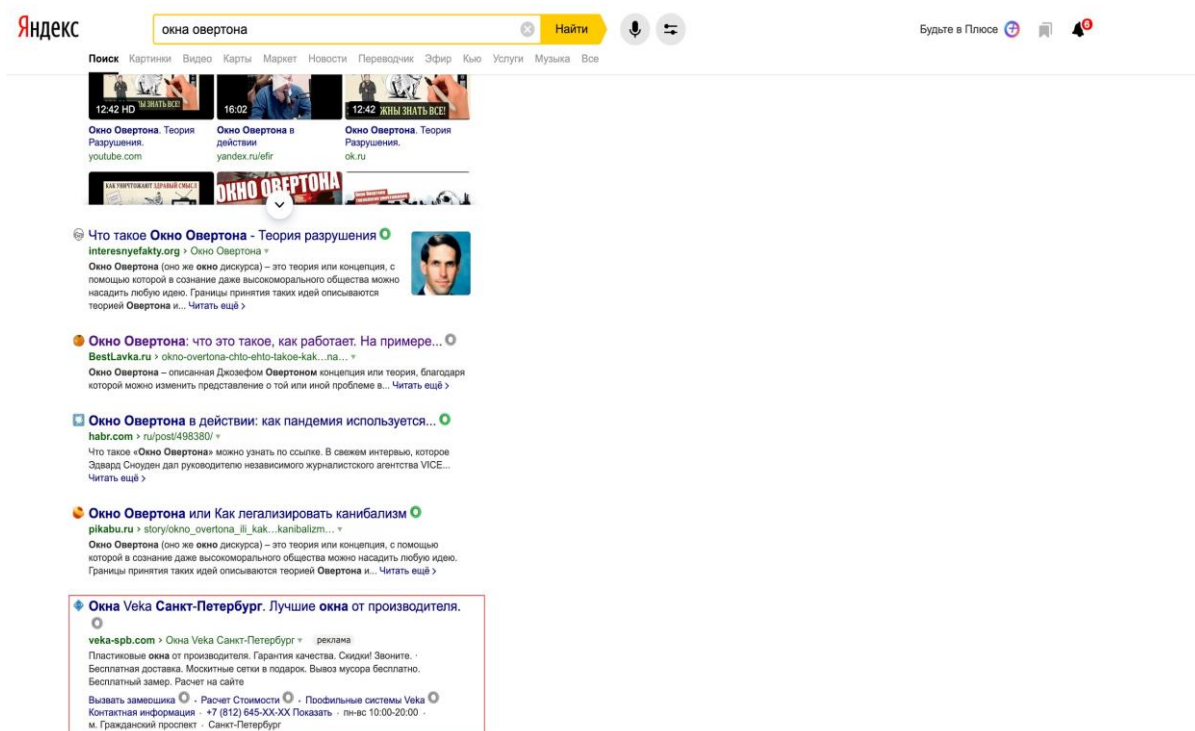 Яндекс
окна овертона
Найти
Будьте в Плюсе
6
Поиск Картинки Видео Карты Маркет Новости Переводчик Эфир Кью Услуги Музыка Все
12:42 HD
16:02
12:42
ЖНЫ ЗНАТЬ ВСЕ!
Окно Овертона. Теория Разрушения.
youtube.com
Окно Овертона в действии
yandex.ru/efir
Окно Овертона. Теория Разрушения.
ok.ru
КАК УНИЧТОЖАЮТ ЗДРАВЫЙ СМЫСЛ
ОКНО ОВЕРТОНА
Что такое Окно Овертона - Теория разрушения
interesnyefakty.org › Окно Овертона
Окно Овертона (оно же окно дискурса) – это теория или концепция, с
помощью которой в сознание даже высокоморального общества можно
насадить любую идею. Границы принятия таких идей описываются
теорией Овертона и... Читать ещё ›
Окно Овертона: что это такое, как работает. На примере...
BestLavka.ru › okno-overtona-chto-ehto-takoe-kak…na…
Окно Овертона – описанная Джозефом Овертоном концепция или теория, благодаря
которой можно изменить представление о той или иной проблеме в... Читать ещё ›
Окно Овертона в действии: как пандемия используется...
habr.com › ru/post/498380/
Что такое «Окно Овертона» можно узнать по ссылке. В свежем интервью, которое
Эдвард Сноуден дал руководителю независимого журналистского агентства VICE...
Читать ещё ›
Окно Овертона или Как легализировать канибализм
pikabu.ru › story/okno_overtona_ili_kak…kanibalizm…
Окно Овертона (оно же окно дискурса) – это теория или концепция, с помощью
которой в сознание даже высокоморального общества можно насадить любую идею.
Границы принятия таких идей описываются теорией Овертона и... Читать ещё ›
Окна Veka Санкт-Петербург. Лучшие окна от производителя.
veka-spb.com › Окна Veka Санкт-Петербург реклама
Пластиковые окна от производителя. Гарантия качества. Скидки! Звоните. ·
Бесплатная доставка. Москитные сетки в подарок. Вывоз мусора бесплатно.
Бесплатный замер. Расчет на сайте
Вызвать замерщика · Расчет Стоимости · Профильные системы Veka
Контактная информация · +7 (812) 645-XX-XX Показать · пн-вс 10:00-20:00 ·
м. Гражданский проспект · Санкт-Петербург